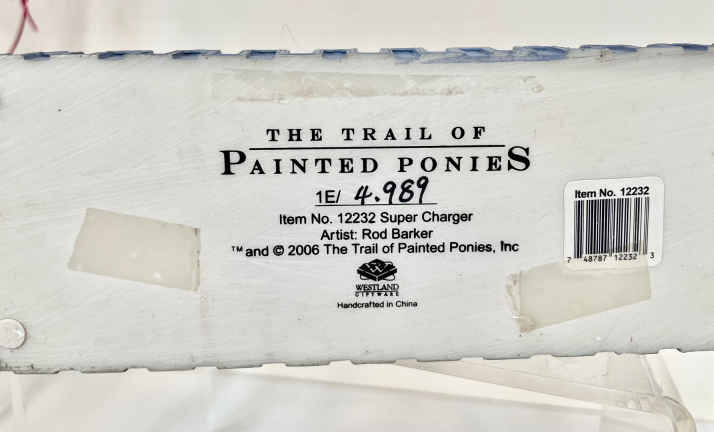 THE TRAIL OF
PAINTED PONIES
1E/ 4.989
Item No. 12232 Super Charger
Artist: Rod Barker
™ and © 2006 The Trail of Painted Ponies, Inc
WESTLAND
GIFTWARE
Handcrafted in China
Item No. 12232
7 48787 12232 3